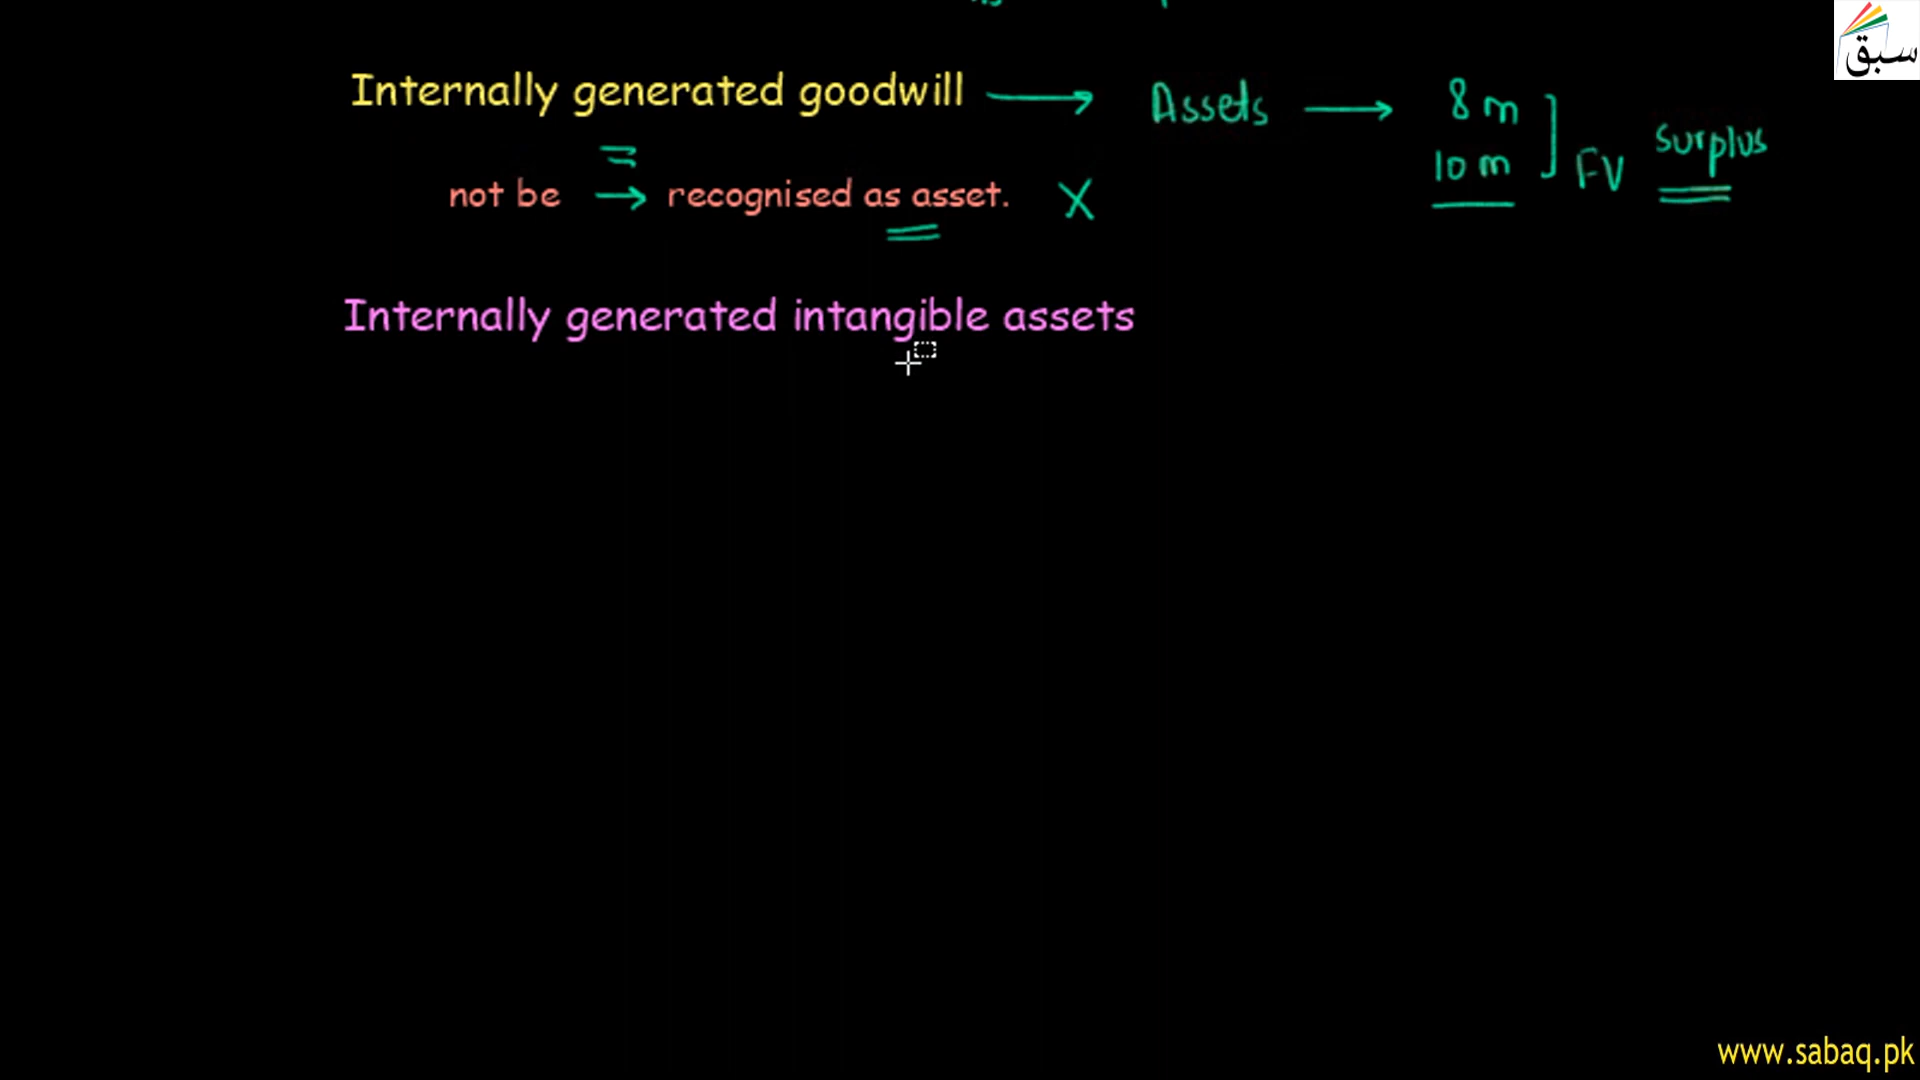 سبق
Internally generated goodwill → Assets → 8 m
10 m ] FV surplus
not be → recognised as asset. X
Internally generated intangible assets
www.sabaq.pk